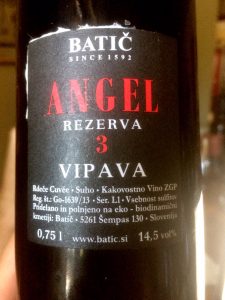 BATIČ
SINCE 1592
ANGEL
REZERVA
3
VIPAVA
Rdeče Cuvée • Suho • Kakovostno Vino ZGP
Reg. št.: Go-1639/13 • Ser. L1 • Vsebnost sulfitov
Pridelano in polnjeno na eko - biodinamični
kmetiji: Batič • 5261 Šempas 130 • Slovenija
0,75 l www.batic.si 14,5 vol%